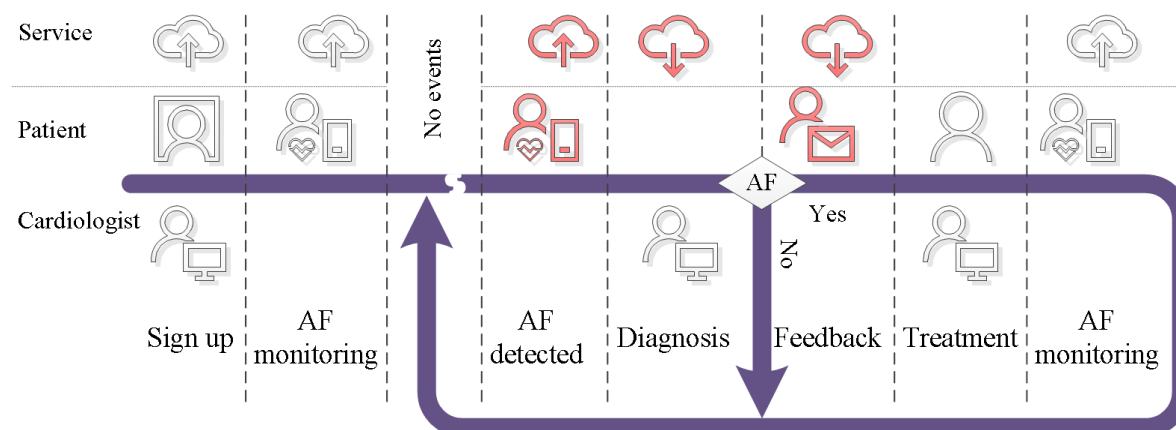 Service
No events
Patient
AF
Cardiologist
Yes
No
Sign up
AF
monitoring
AF
detected
Diagnosis
Feedback
Treatment
AF
monitoring